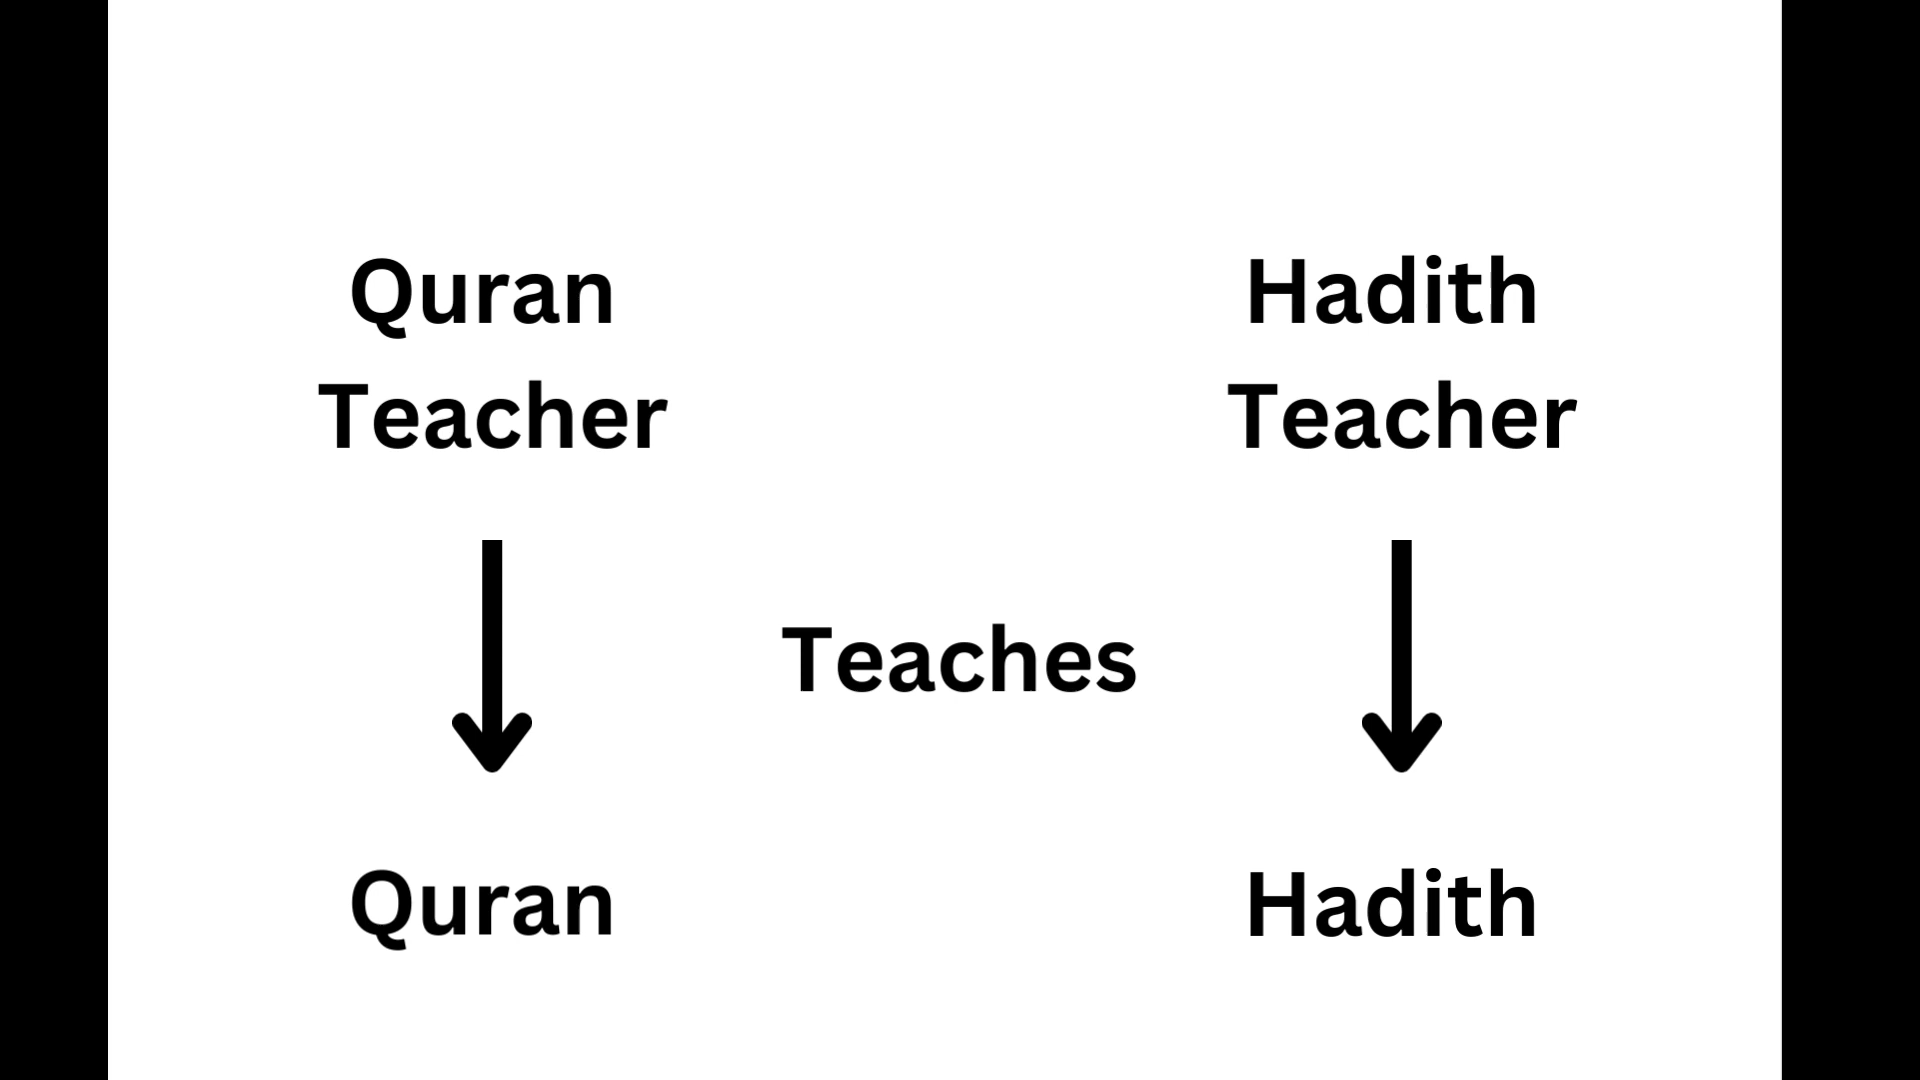 Quran
Teacher
Hadith
Teacher
Teaches
Quran
Hadith